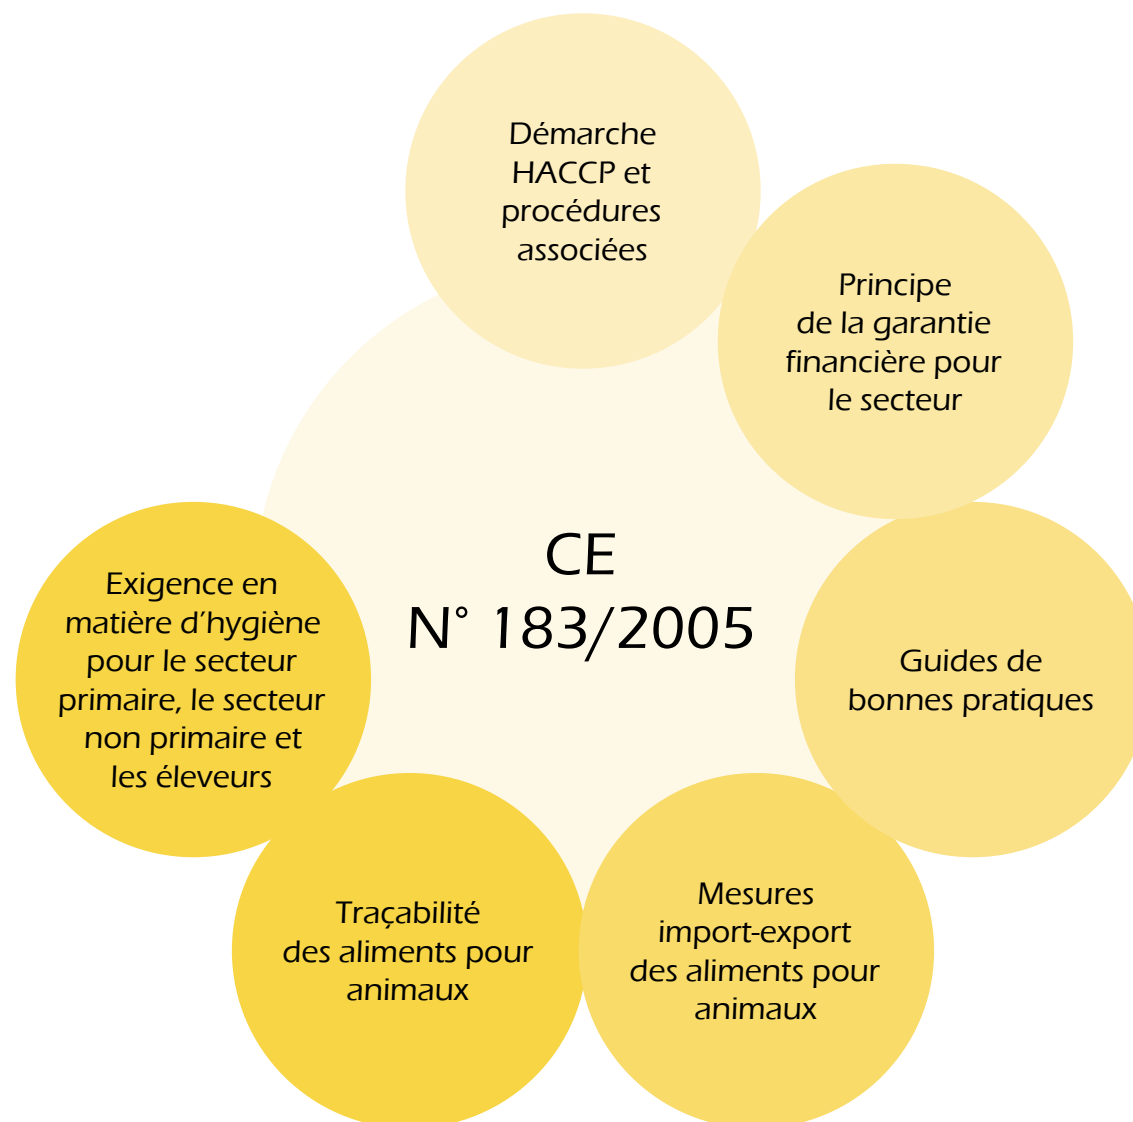 Démarche
HACCP et
procédures
associées
Principe
de la garantie
financière pour
le secteur
CE
N° 183/2005
Exigence en
matière d’hygiène
pour le secteur
primaire, le secteur
non primaire et
les éleveurs
Guides de
bonnes pratiques
Traçabilité
des aliments pour
animaux
Mesures
import-export
des aliments pour
animaux